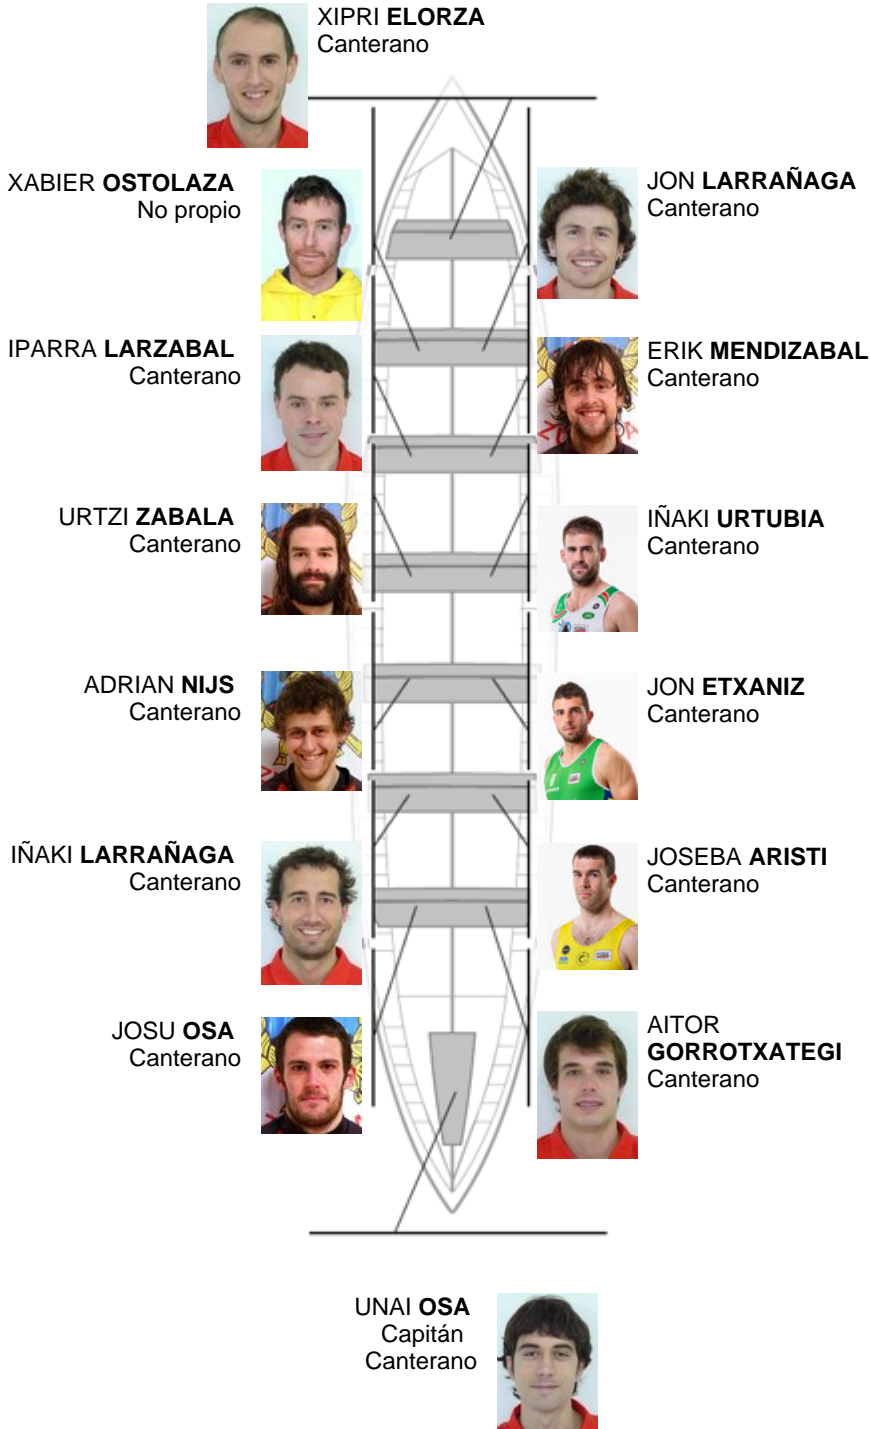 XIPRI ELORZA
Canterano
XABIER OSTOLAZA
No propio
JON LARRAÑAGA
Canterano
IPARRA LARZABAL
Canterano
ERIK MENDIZABAL
Canterano
URTZI ZABALA
Canterano
IÑAKI URTUBIA
Canterano
ADRIAN NIJS
Canterano
JON ETXANIZ
Canterano
IÑAKI LARRAÑAGA
Canterano
JOSEBA ARISTI
Canterano
JOSU OSA
Canterano
AITOR
GORROTXATEGI
Canterano
UNAI OSA
Capitán
Canterano